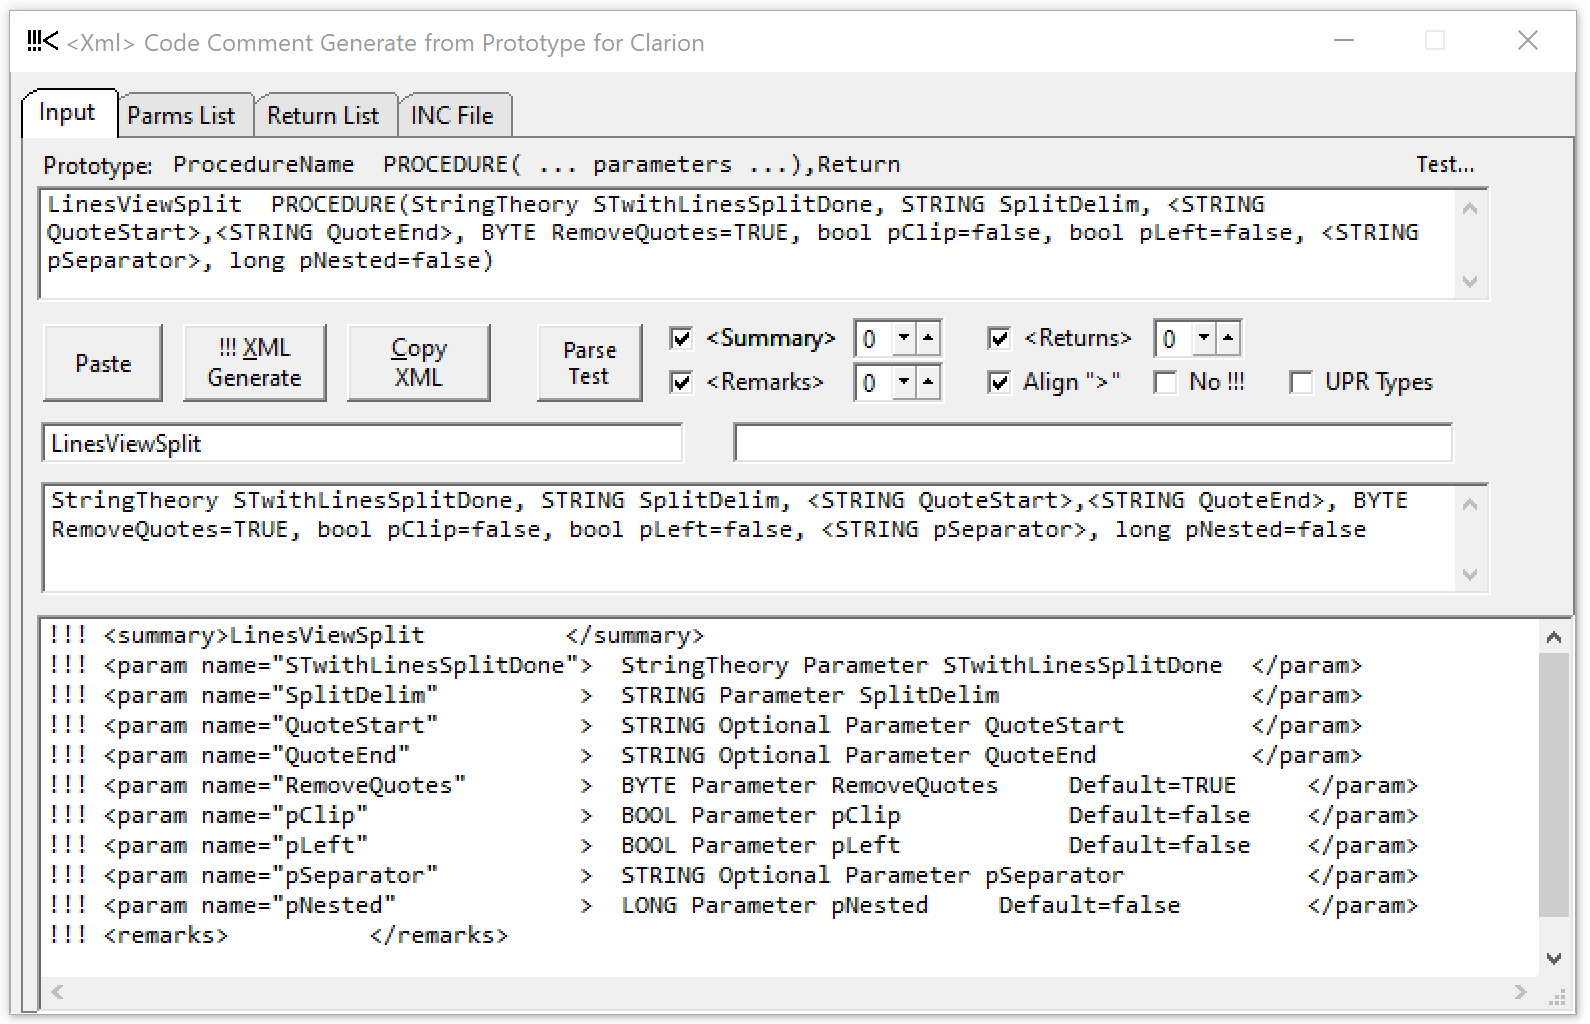 !!!< <Xml> Code Comment Generate from Prototype for Clarion
Input Parms List Return List INC File
Prototype: ProcedureName PROCEDURE( ... parameters ...),Return Test...
LinesViewSplit PROCEDURE(StringTheory STwithLinesSplitDone, STRING SplitDelim, <STRING
QuoteStart>,<STRING QuoteEnd>, BYTE RemoveQuotes=TRUE, bool pClip=false, bool pLeft=false, <STRING
pSeparator>, long pNested=false)
Paste
!!! XML
Generate
Copy
XML
Parse
Test
<Summary> 0 <Returns> 0
<Remarks> 0 Align ">" No !!! UPR Types
LinesViewSplit
StringTheory STwithLinesSplitDone, STRING SplitDelim, <STRING QuoteStart>,<STRING QuoteEnd>, BYTE
RemoveQuotes=TRUE, bool pClip=false, bool pLeft=false, <STRING pSeparator>, long pNested=false
!!! <summary>LinesViewSplit          </summary>
!!! <param name="STwithLinesSplitDone">  StringTheory Parameter STwithLinesSplitDone  </param>
!!! <param name="SplitDelim"          >  STRING Parameter SplitDelim                  </param>
!!! <param name="QuoteStart"          >  STRING Optional Parameter QuoteStart         </param>
!!! <param name="QuoteEnd"            >  STRING Optional Parameter QuoteEnd           </param>
!!! <param name="RemoveQuotes"        >  BYTE Parameter RemoveQuotes     Default=TRUE     </param>
!!! <param name="pClip"               >  BOOL Parameter pClip            Default=false    </param>
!!! <param name="pLeft"               >  BOOL Parameter pLeft            Default=false    </param>
!!! <param name="pSeparator"          >  STRING Optional Parameter pSeparator             </param>
!!! <param name="pNested"             >  LONG Parameter pNested     Default=false         </param>
!!! <remarks>          </remarks>